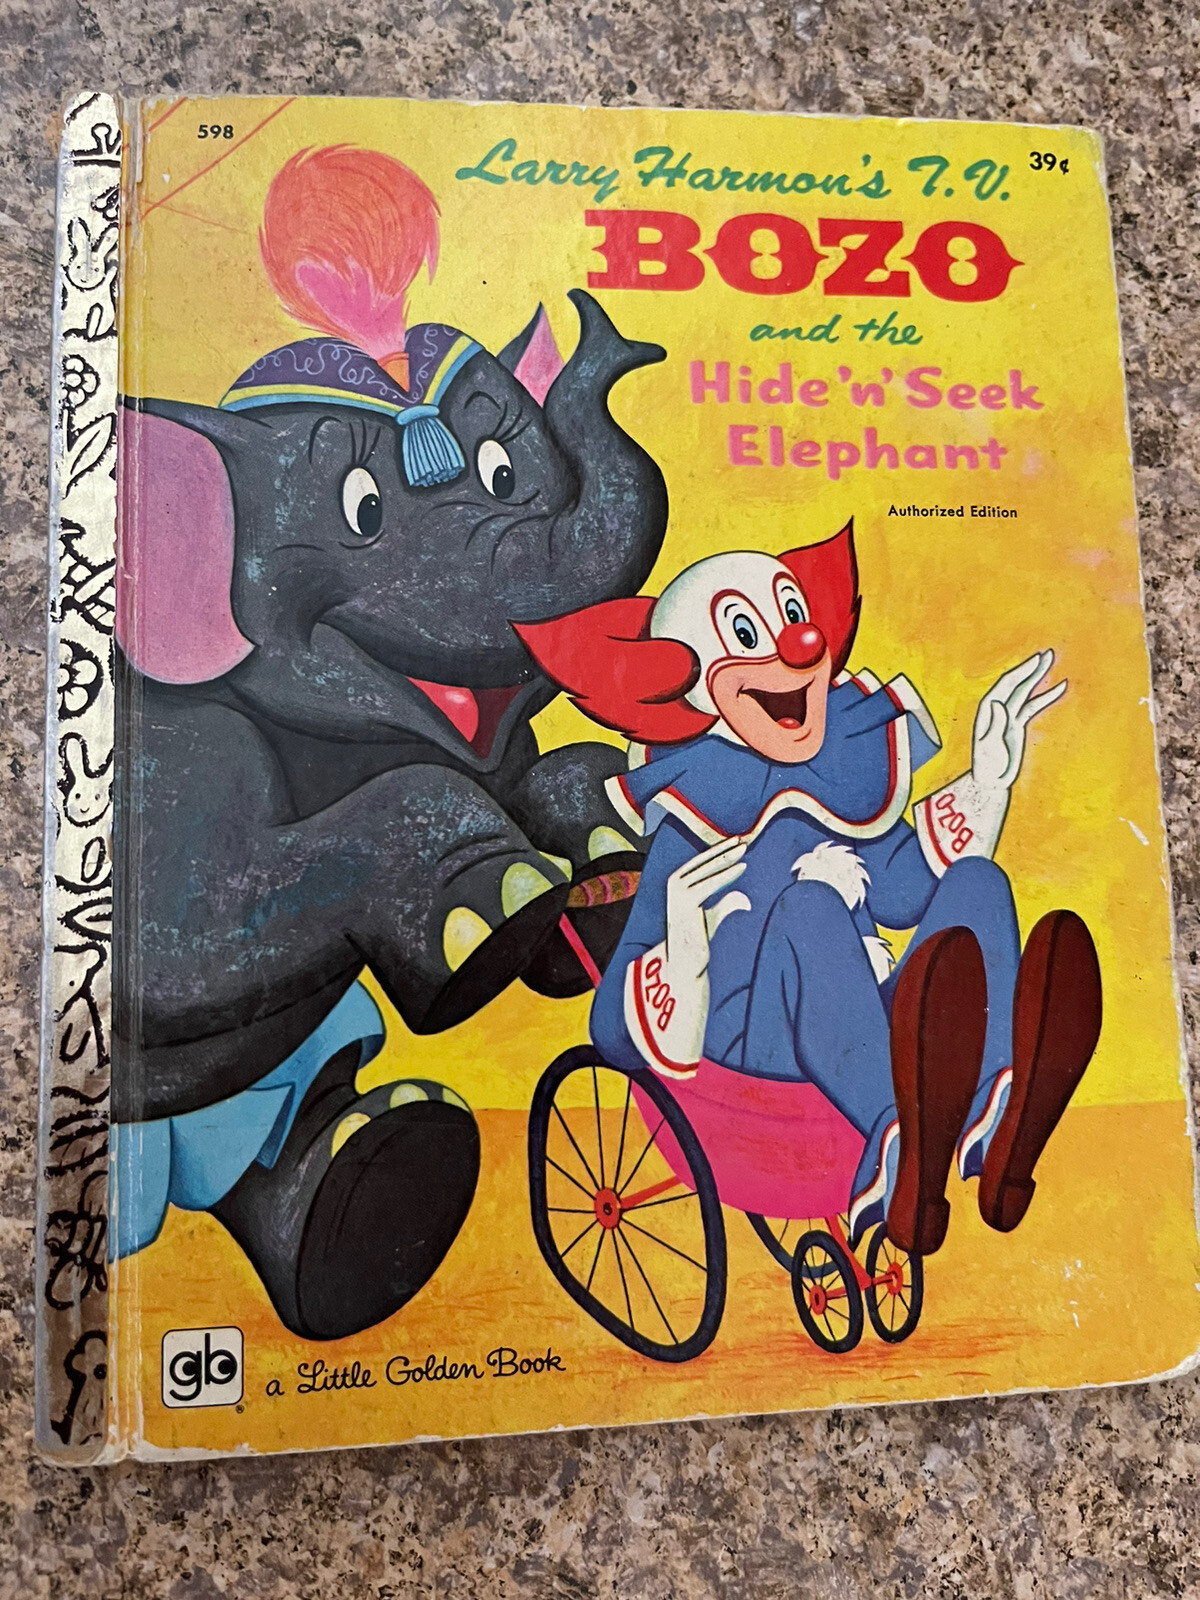 598
39¢
Larry Harmon's T.V.
BOZO
and the
Hide 'n' Seek
Elephant
Authorized Edition
BOZO
BOZO
gb
®
a Little Golden Book